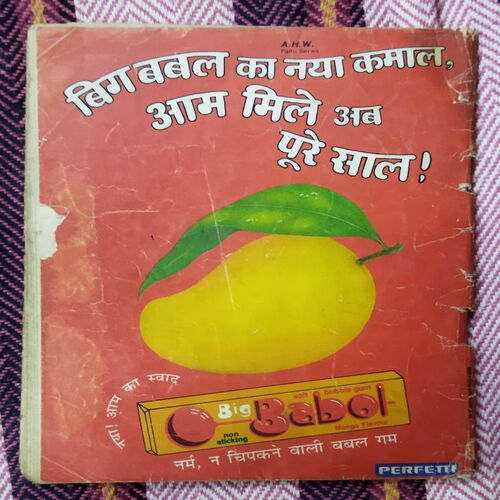 A.H.W.
बिग बबल का नया कमाल,
आम मिले अब
पूरे साल!
नया! आम का स्वाद
soft bubble gum
Big Babol
non
sticking
Mango Flavour
नर्म, न चिपकने वाली बबल गम
PERFETTI